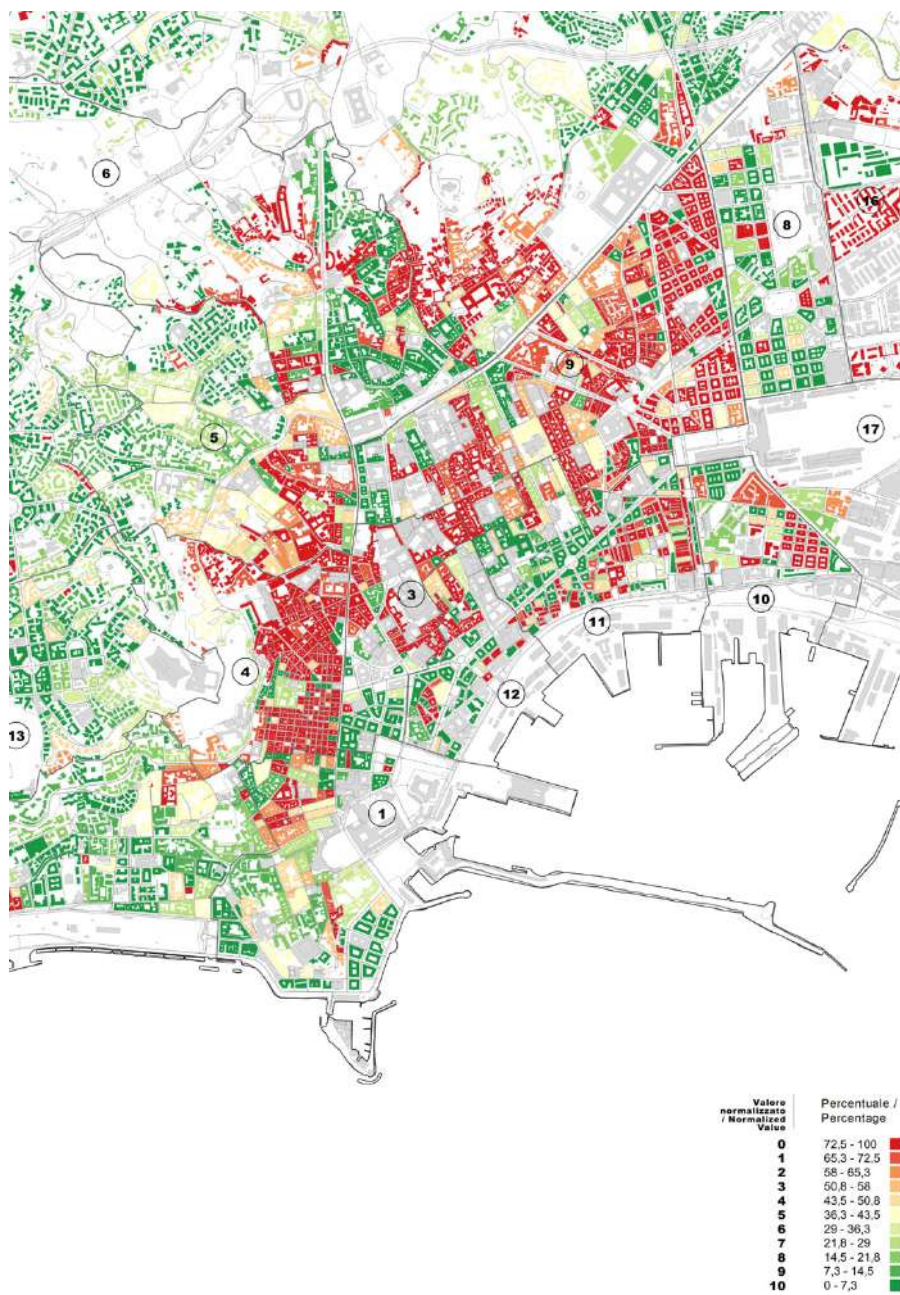 6
8
16
9
5
17
3
10
11
4
12
13
1
Valore normalizzato / Normalized Value
Percentuale / Percentage
0 72,5 - 100
1 65,3 - 72,5
2 58 - 65,3
3 50,8 - 58
4 43,5 - 50,8
5 36,3 - 43,5
6 29 - 36,3
7 21,8 - 29
8 14,5 - 21,8
9 7,3 - 14,5
10 0 - 7,3